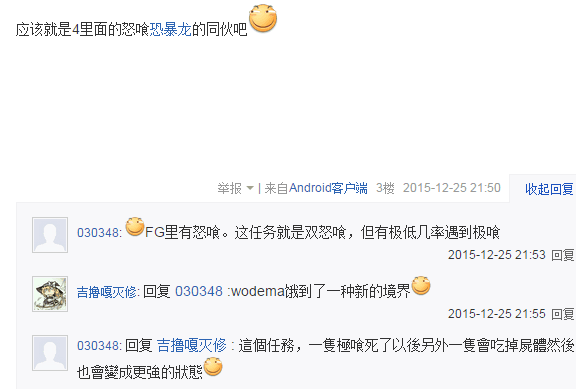 应该就是4里面的怒喰恐暴龙的同伙吧
举报 | 来自Android客户端 3楼 2015-12-25 21:50 收起回复
030348: FG里有怒喰。这任务就是双怒喰，但有极低几率遇到极喰
2015-12-25 21:53 回复
吉撸嘎灭修: 回复 030348 :wodema饿到了一种新的境界
2015-12-25 21:55 回复
030348: 回复 吉撸嘎灭修 : 這個任務，一隻極喰死了以後另外一隻會吃掉屍體然後
也會變成更強的狀態